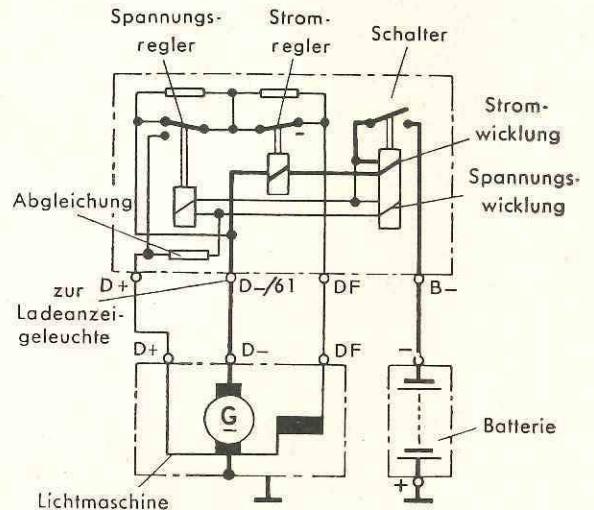 Spannungs-
regler
Strom-
regler
Schalter
Strom-
wicklung
Spannungs-
wicklung
Abgleichung
-
D+
D-/61
DF
B-
zur
Ladeanzei-
geleuchte
D+
D-
DF
-
G
Batterie
+
Lichtmaschine